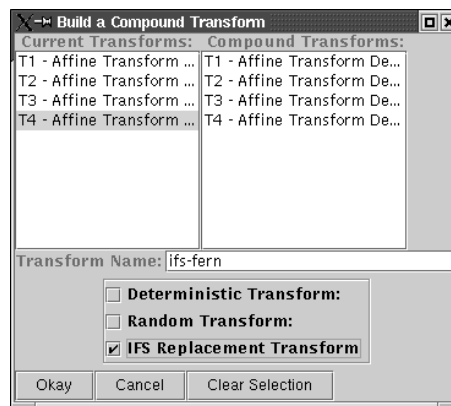 Build a Compound Transform
Current Transforms: Compound Transforms:
T1 - Affine Transform ... T1 - Affine Transform De...
T2 - Affine Transform ... T2 - Affine Transform De...
T3 - Affine Transform ... T3 - Affine Transform De...
T4 - Affine Transform ... T4 - Affine Transform De...
Transform Name: ifs-fern
Deterministic Transform:
Random Transform:
IFS Replacement Transform
Okay Cancel Clear Selection